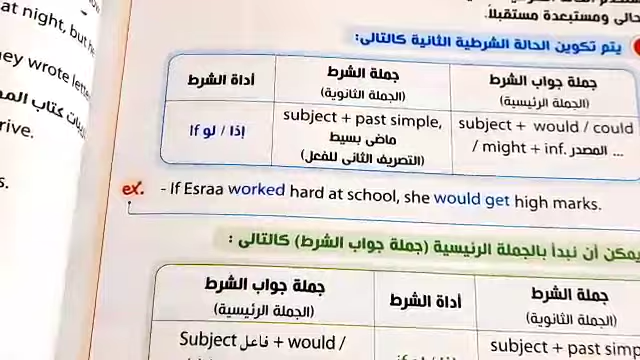 at night, but
hey wrote
rive.
s.
حالى ومستبعدة مستقبلاً.
يتم تكوين الحالة الشرطية الثانية كالتالى:
أداة الشرط
جملة الشرط
(الجملة الثانوية)
جملة جواب الشرط
(الجملة الرئيسية)
إذا / لو If
subject + past simple,
ماضى بسيط
(التصريف الثانى للفعل)
subject + would / could
/ might + inf. المصدر ...
ex. - If Esraa worked hard at school, she would get high marks.
يمكن أن نبدأ بالجملة الرئيسية (جملة جواب الشرط) كالتالى :
جملة جواب الشرط
(الجملة الرئيسية)
أداة الشرط
جملة الشرط
(الجملة الثانوية)
Subject فاعل + would /
subject + past simp